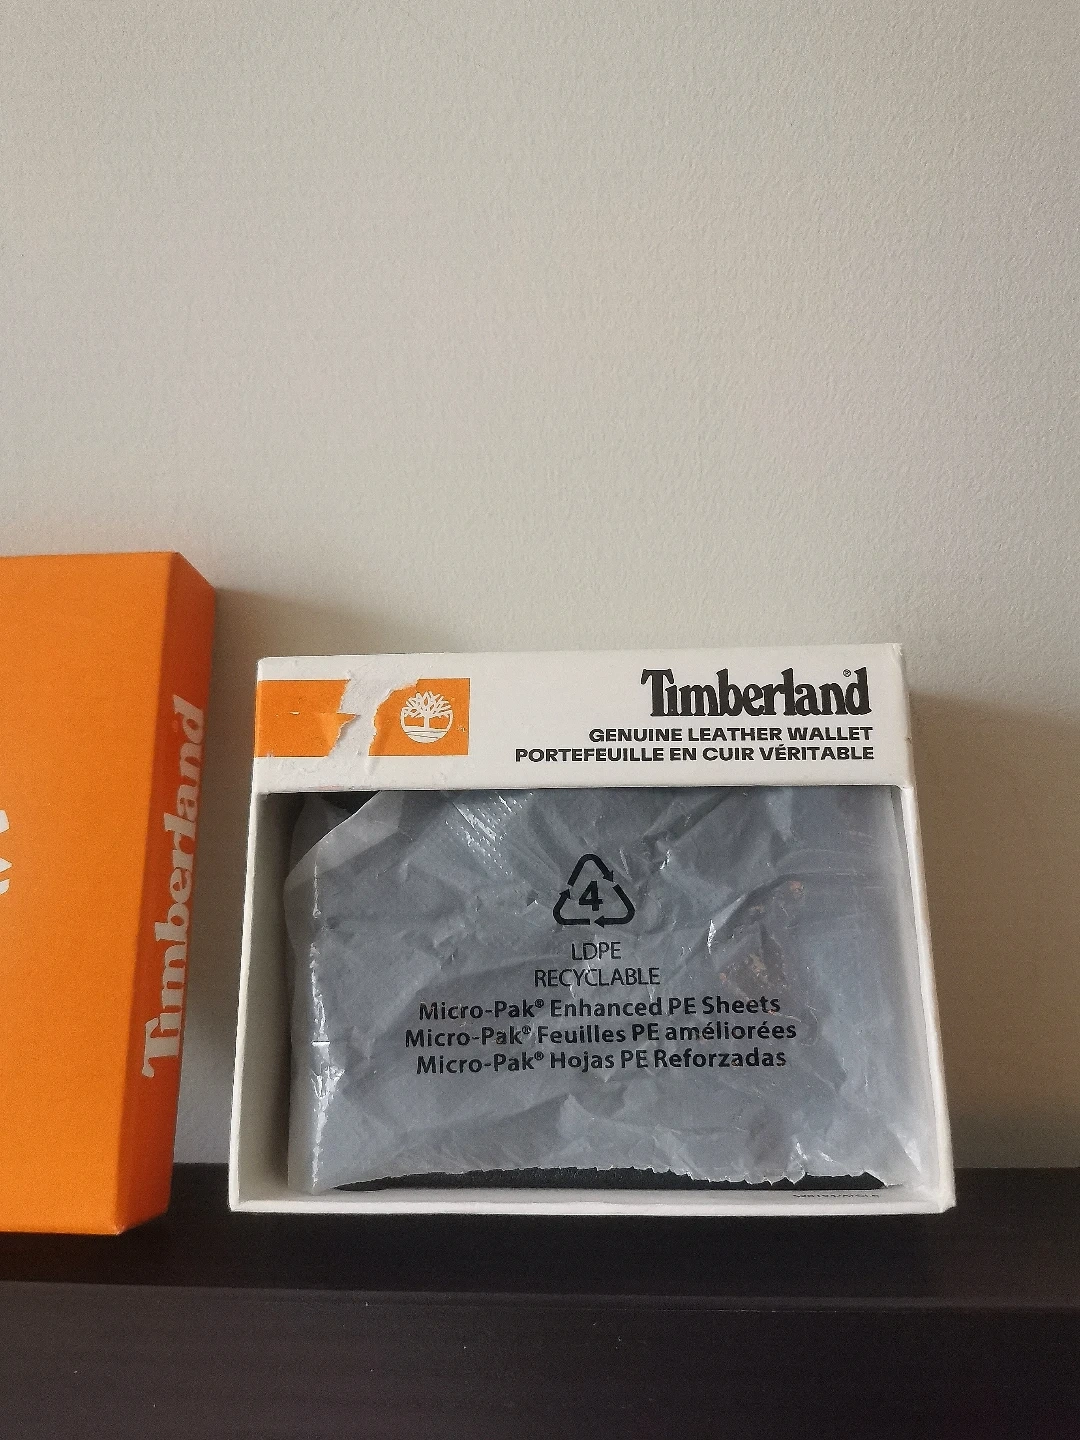 Timberland
Timberland®
GENUINE LEATHER WALLET
PORTEFEUILLE EN CUIR VÉRITABLE
4
LDPE
RECYCLABLE
Micro-Pak® Enhanced PE Sheets
Micro-Pak® Feuilles PE améliorées
Micro-Pak® Hojas PE Reforzadas